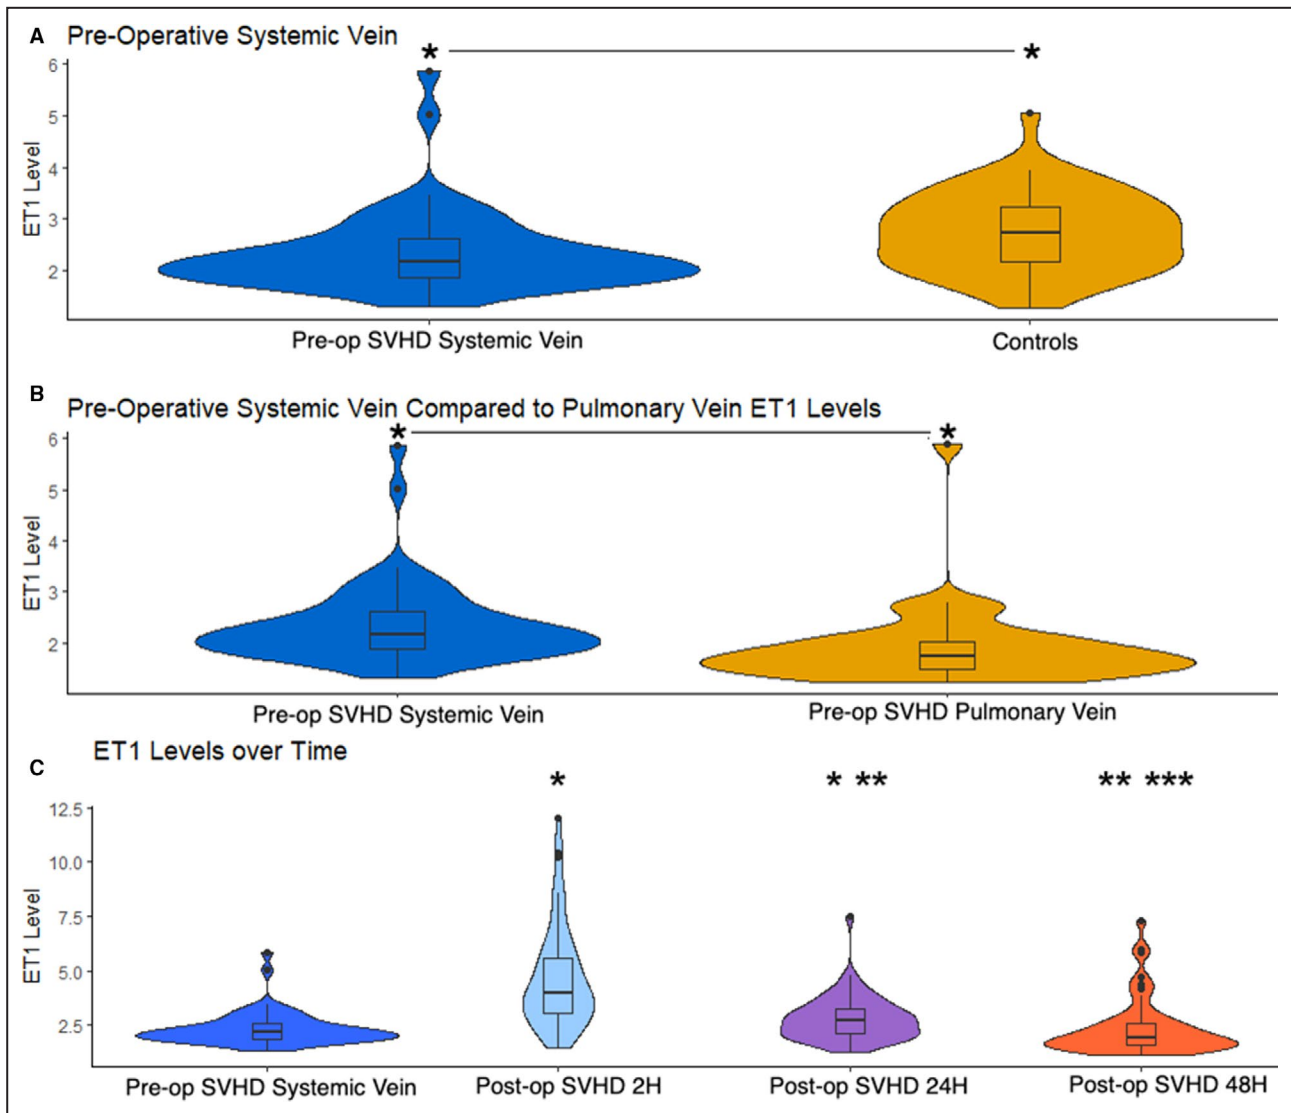 A Pre-Operative Systemic Vein
* *
6
5
4
3
2
ET1 Level
Pre-op SVHD Systemic Vein Controls
B Pre-Operative Systemic Vein Compared to Pulmonary Vein ET1 Levels
* *
6
5
4
3
2
ET1 Level
Pre-op SVHD Systemic Vein Pre-op SVHD Pulmonary Vein
C ET1 Levels over Time
* * ** ** ***
12.5
10.0
7.5
5.0
2.5
ET1 Level
Pre-op SVHD Systemic Vein Post-op SVHD 2H Post-op SVHD 24H Post-op SVHD 48H